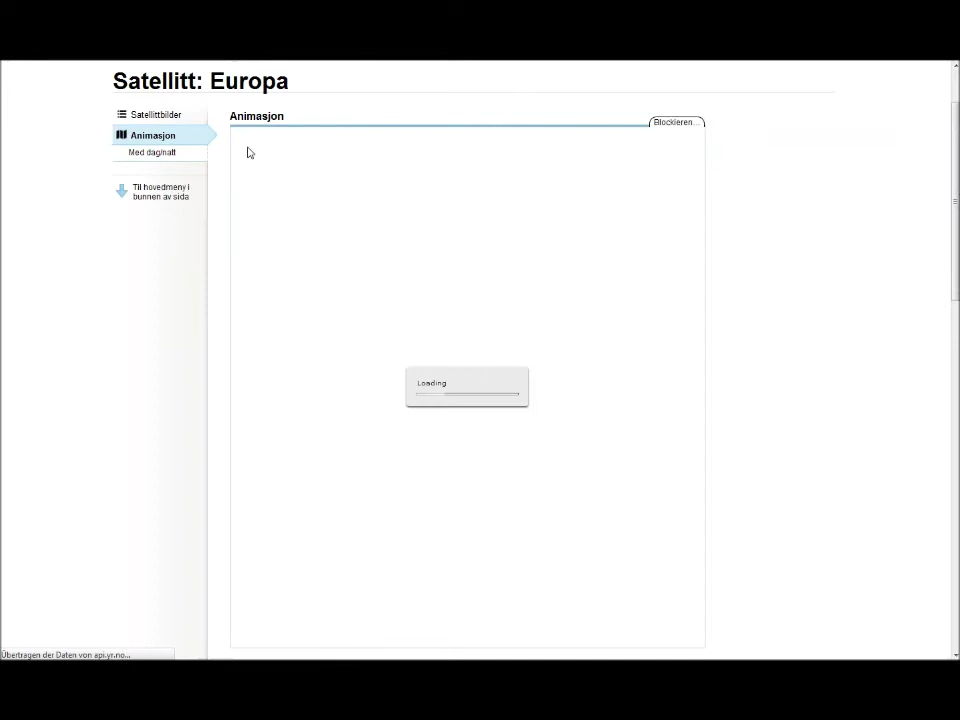 Satellitt: Europa
Satellittbilder
Animasjon
Med dag/natt
Til hovedmeny i
bunnen av sida
Animasjon
Blockieren...
Loading
Übertragen der Daten von api.yr.no...